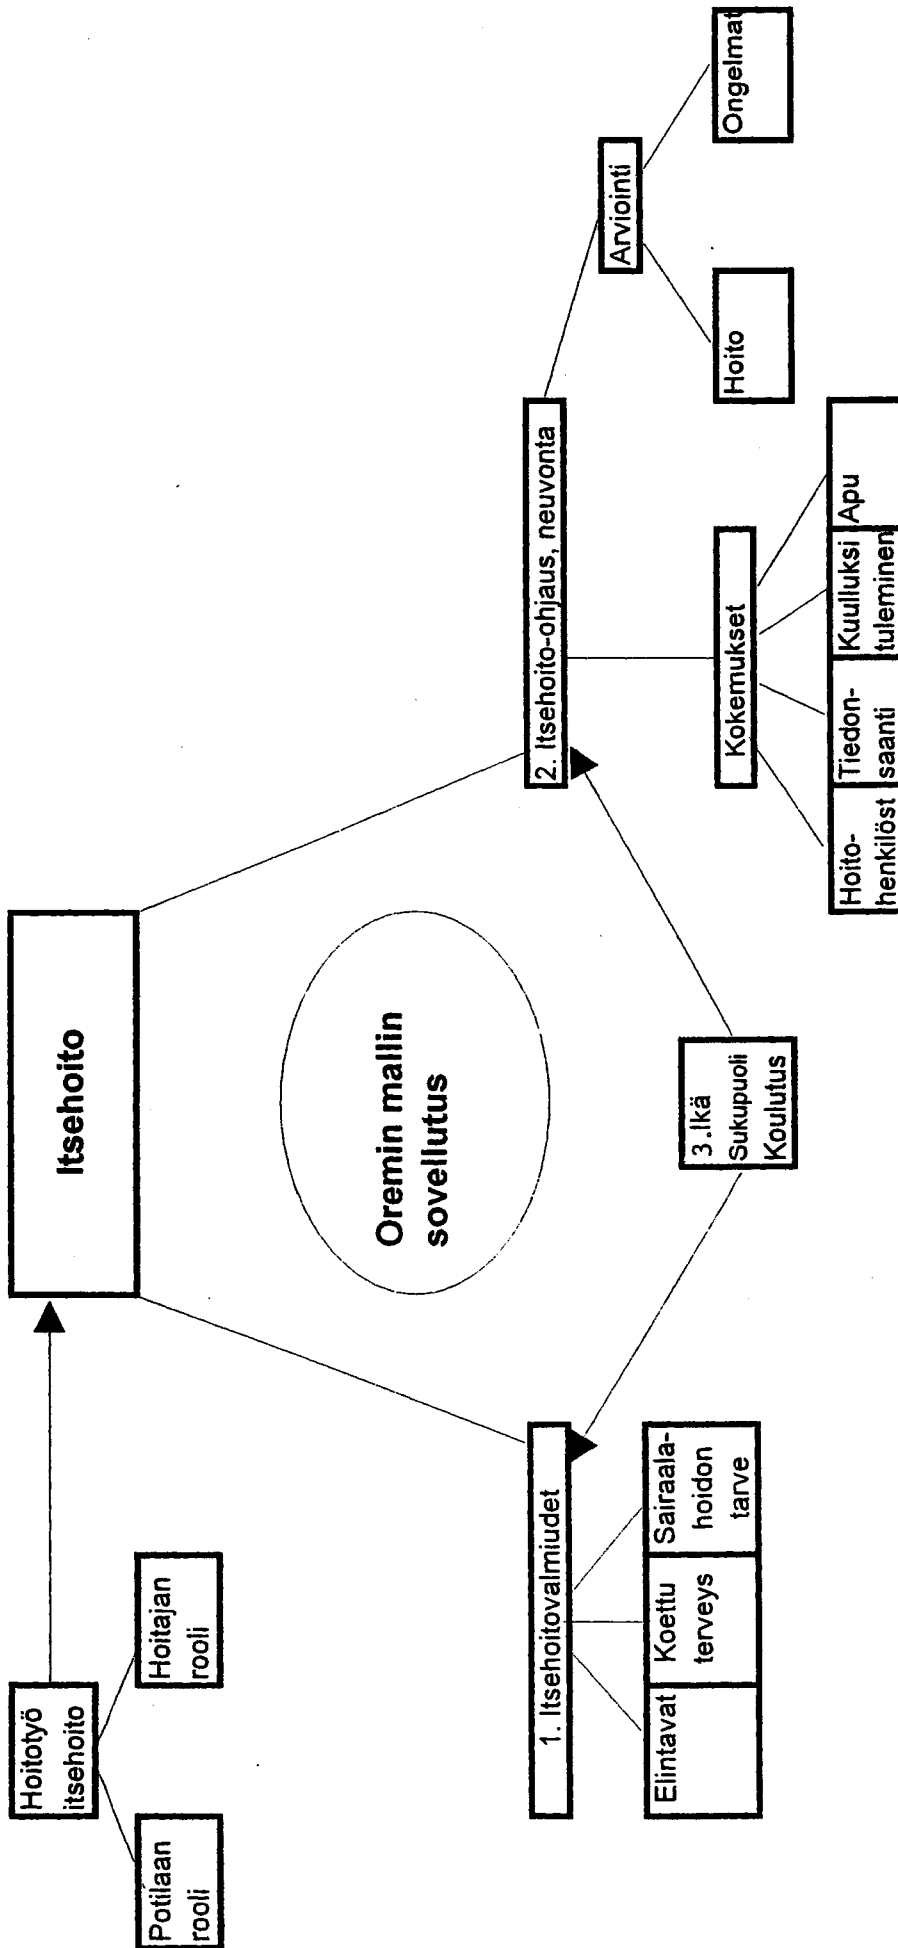 Hoitotyö
itsehoito
Potilaan
rooli
Hoitajan
rooli
Itsehoito
Oremin mallin
sovellutus
1. Itsehoitovalmiudet
Elintavat
Koettu
terveys
Sairaala-
hoidon
tarve
3.Ikä
Sukupuoli
Koulutus
2. Itsehoito-ohjaus, neuvonta
Kokemukset
Hoito-
henkilöst
Tiedon-
saanti
Kuulluksi
tuleminen
Apu
Arviointi
Hoito
Ongelmat